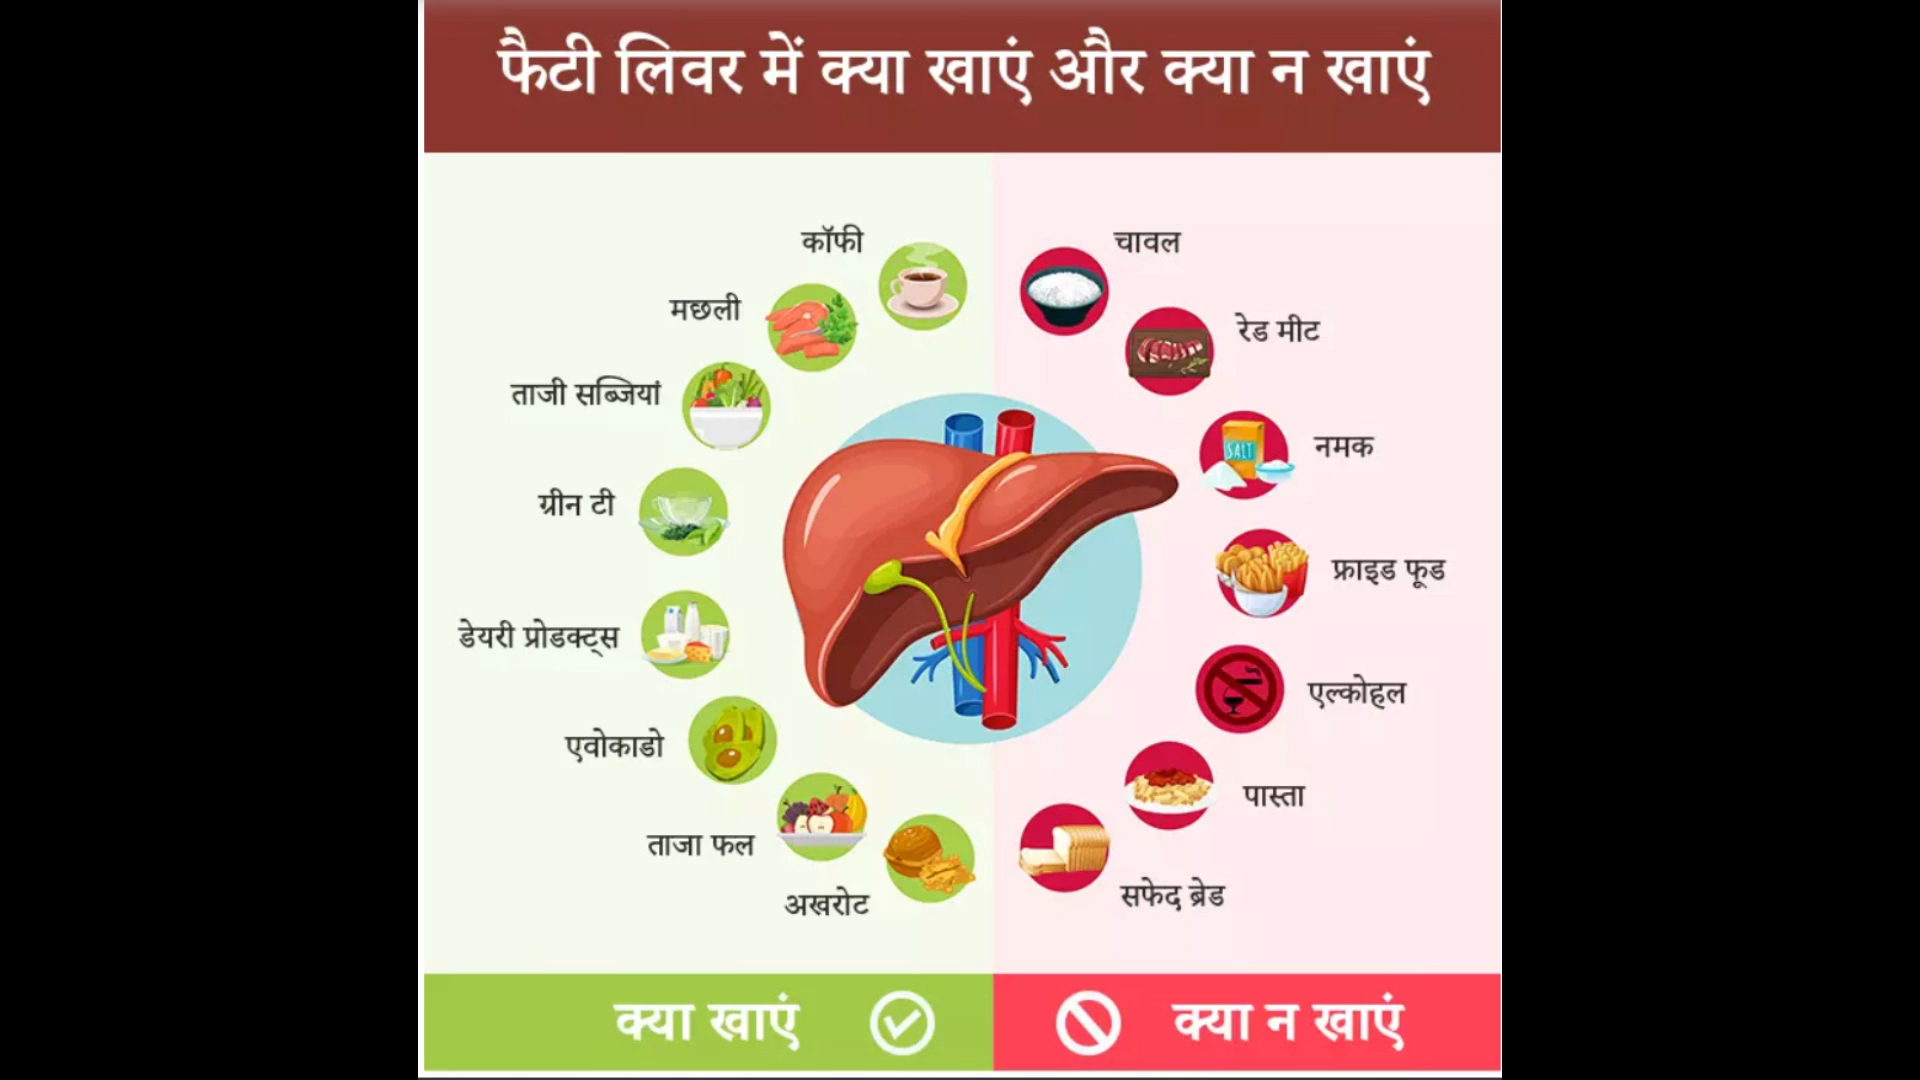 फैटी लिवर में क्या खाएं और क्या न खाएं
कॉफी
मछली
ताजी सब्जियां
ग्रीन टी
डेयरी प्रोडक्ट्स
एवोकाडो
ताजा फल
अखरोट
चावल
रेड मीट
नमक
SALT
फ्राइड फूड
एल्कोहल
पास्ता
सफेद ब्रेड
क्या खाएं
क्या न खाएं